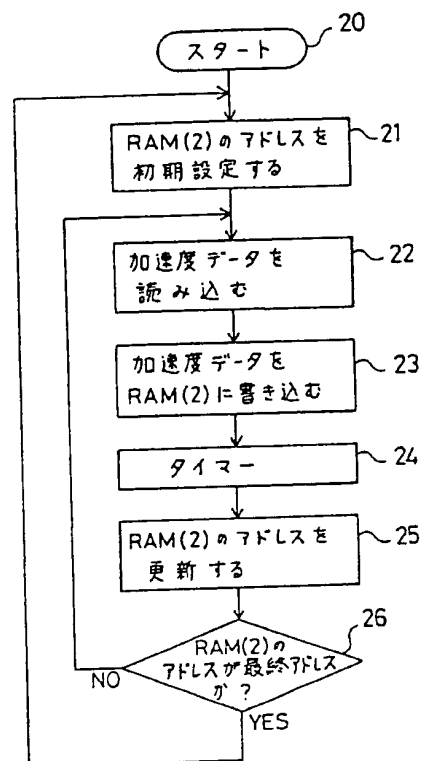 スタート
20
RAM(2)のアドレスを
初期設定する
21
加速度データを
読み込む
22
加速度データを
RAM(2)に書き込む
23
タイマー
24
RAM(2)のアドレスを
更新する
25
26
RAM(2)の
アドレスが最終アドレス
か?
NO
YES